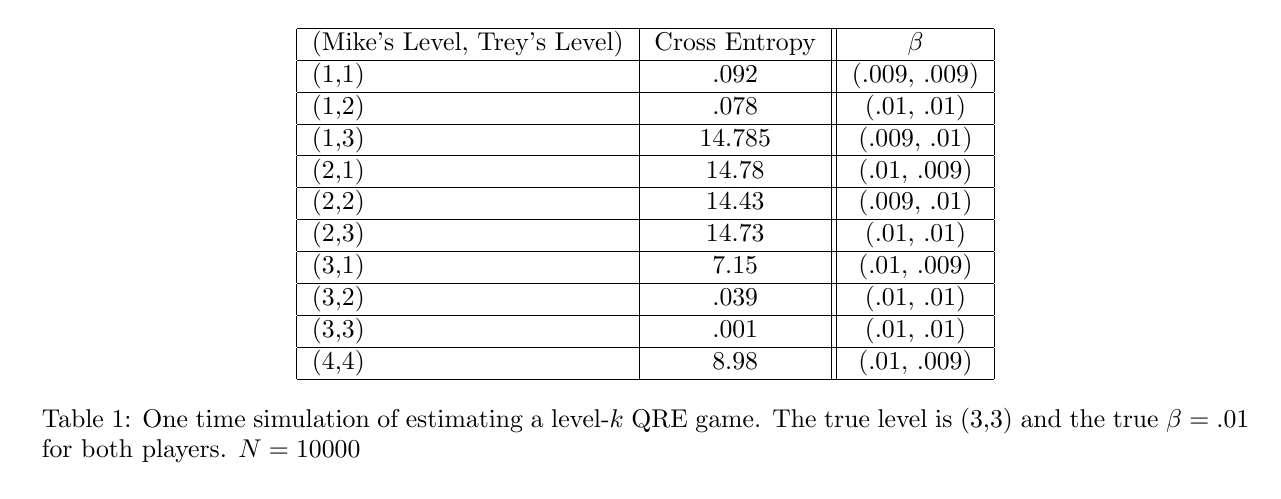 (Mike's Level, Trey's Level) Cross Entropy β
(1,1) .092 (.009, .009)
(1,2) .078 (.01, .01)
(1,3) 14.785 (.009, .01)
(2,1) 14.78 (.01, .009)
(2,2) 14.43 (.009, .01)
(2,3) 14.73 (.01, .01)
(3,1) 7.15 (.01, .009)
(3,2) .039 (.01, .01)
(3,3) .001 (.01, .01)
(4,4) 8.98 (.01, .009)
Table 1: One time simulation of estimating a level-k QRE game. The true level is (3,3) and the true β = .01
for both players. N = 10000